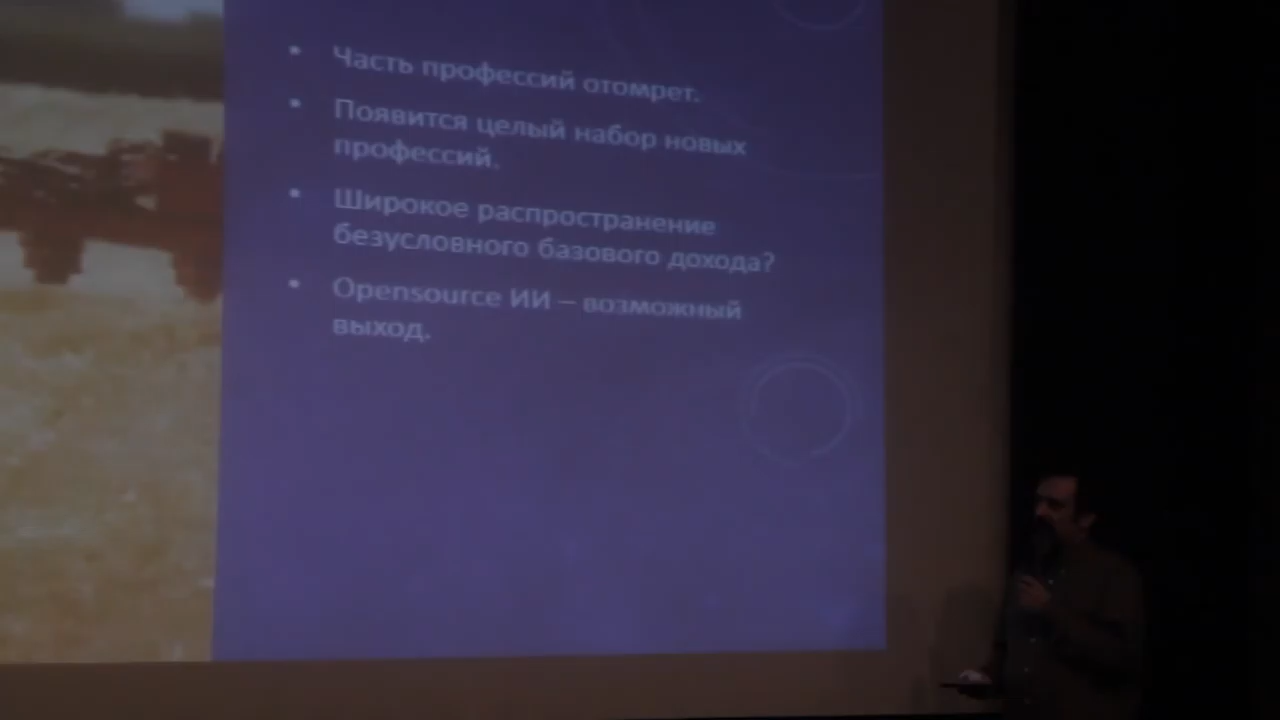 • Часть профессий отомрет.
• Появится целый набор новых
профессий.
• Широкое распространение
безусловного базового дохода?
• Opensource ИИ – возможный
выход.